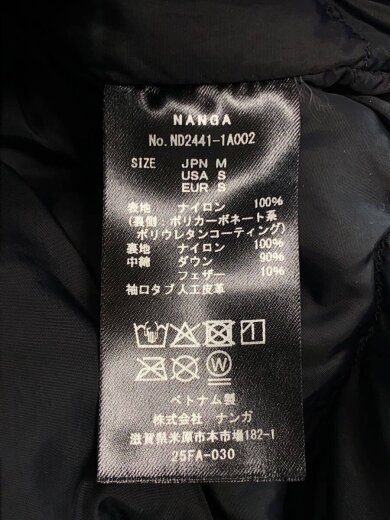 NANGA
No. ND2441-1A002
SIZE JPN M
USA S
EUR S
表地 ナイロン 100%
(裏側:ポリカーボネート系
ポリウレタンコーティング)
裏地 ナイロン 100%
中綿 ダウン 90%
フェザー 10%
袖口タブ 人工皮革
ベトナム製
株式会社 ナンガ
滋賀県米原市本市場182-1
25FA-030